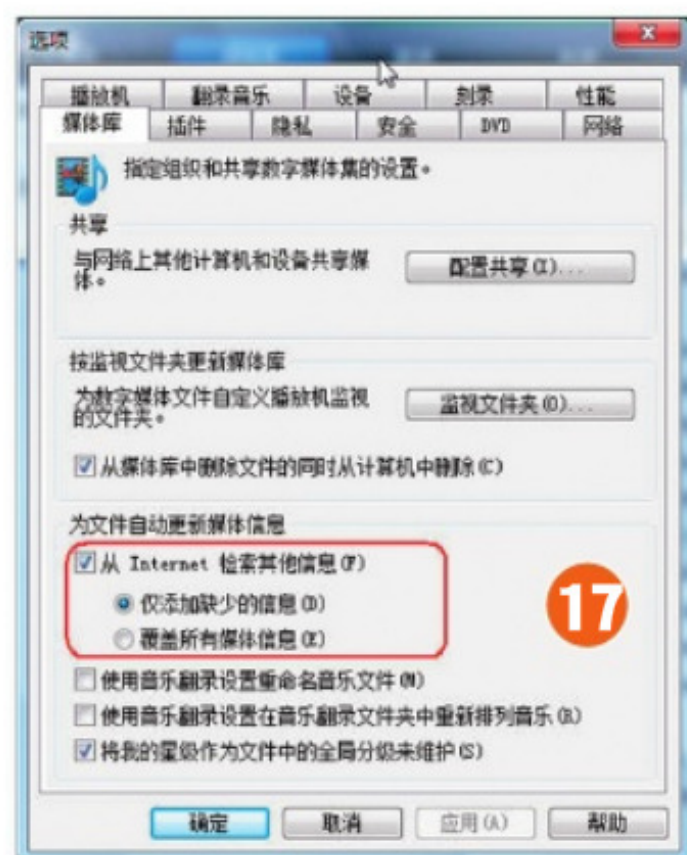 选项
播放机 翻录音乐 设备 刻录 性能
媒体库 插件 隐私 安全 DVD 网络
指定组织和共享数字媒体集的设置。
共享
与网络上其他计算机和设备共享媒
体。
配置共享(I)...
按监视文件夹更新媒体库
为数字媒体文件自定义播放机监视
的文件夹。
监视文件夹(O)...
从媒体库中删除文件的同时从计算机中删除(C)
为文件自动更新媒体信息
从 Internet 检索其他信息(F)
仅添加缺少的信息(D)
覆盖所有媒体信息(E)
17
使用音乐翻录设置重命名音乐文件(N)
使用音乐翻录设置在音乐翻录文件夹中重新排列音乐(R)
将我的星级作为文件中的全局分级来维护(S)
确定 取消 应用(A) 帮助